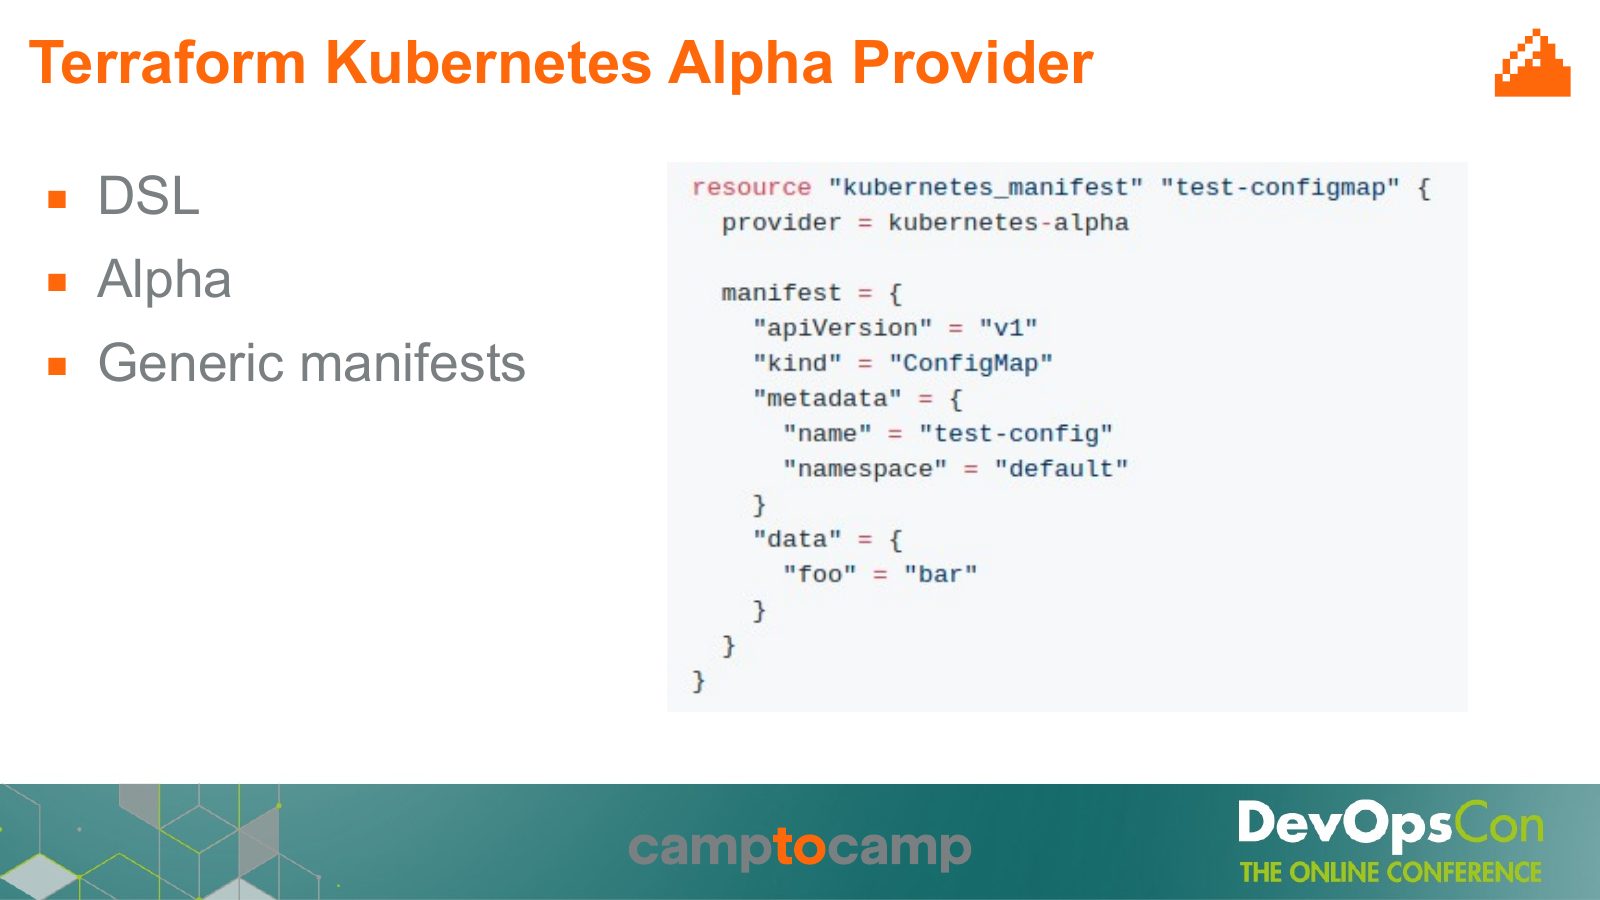 Terraform Kubernetes Alpha Provider
DSL
Alpha
Generic manifests
resource "kubernetes_manifest" "test-configmap" {
  provider = kubernetes-alpha

  manifest = {
    "apiVersion" = "v1"
    "kind" = "ConfigMap"
    "metadata" = {
      "name" = "test-config"
      "namespace" = "default"
    }
    "data" = {
      "foo" = "bar"
    }
  }
}
camptocamp
DevOpsCon
THE ONLINE CONFERENCE